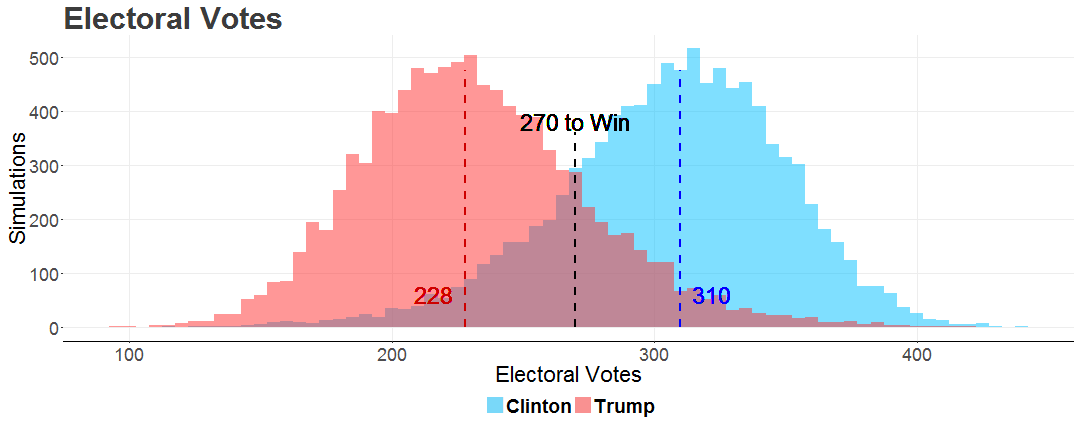 Electoral Votes
500
400
300
200
100
0
Simulations
270 to Win
228
310
100 200 300 400
Electoral Votes
Clinton Trump